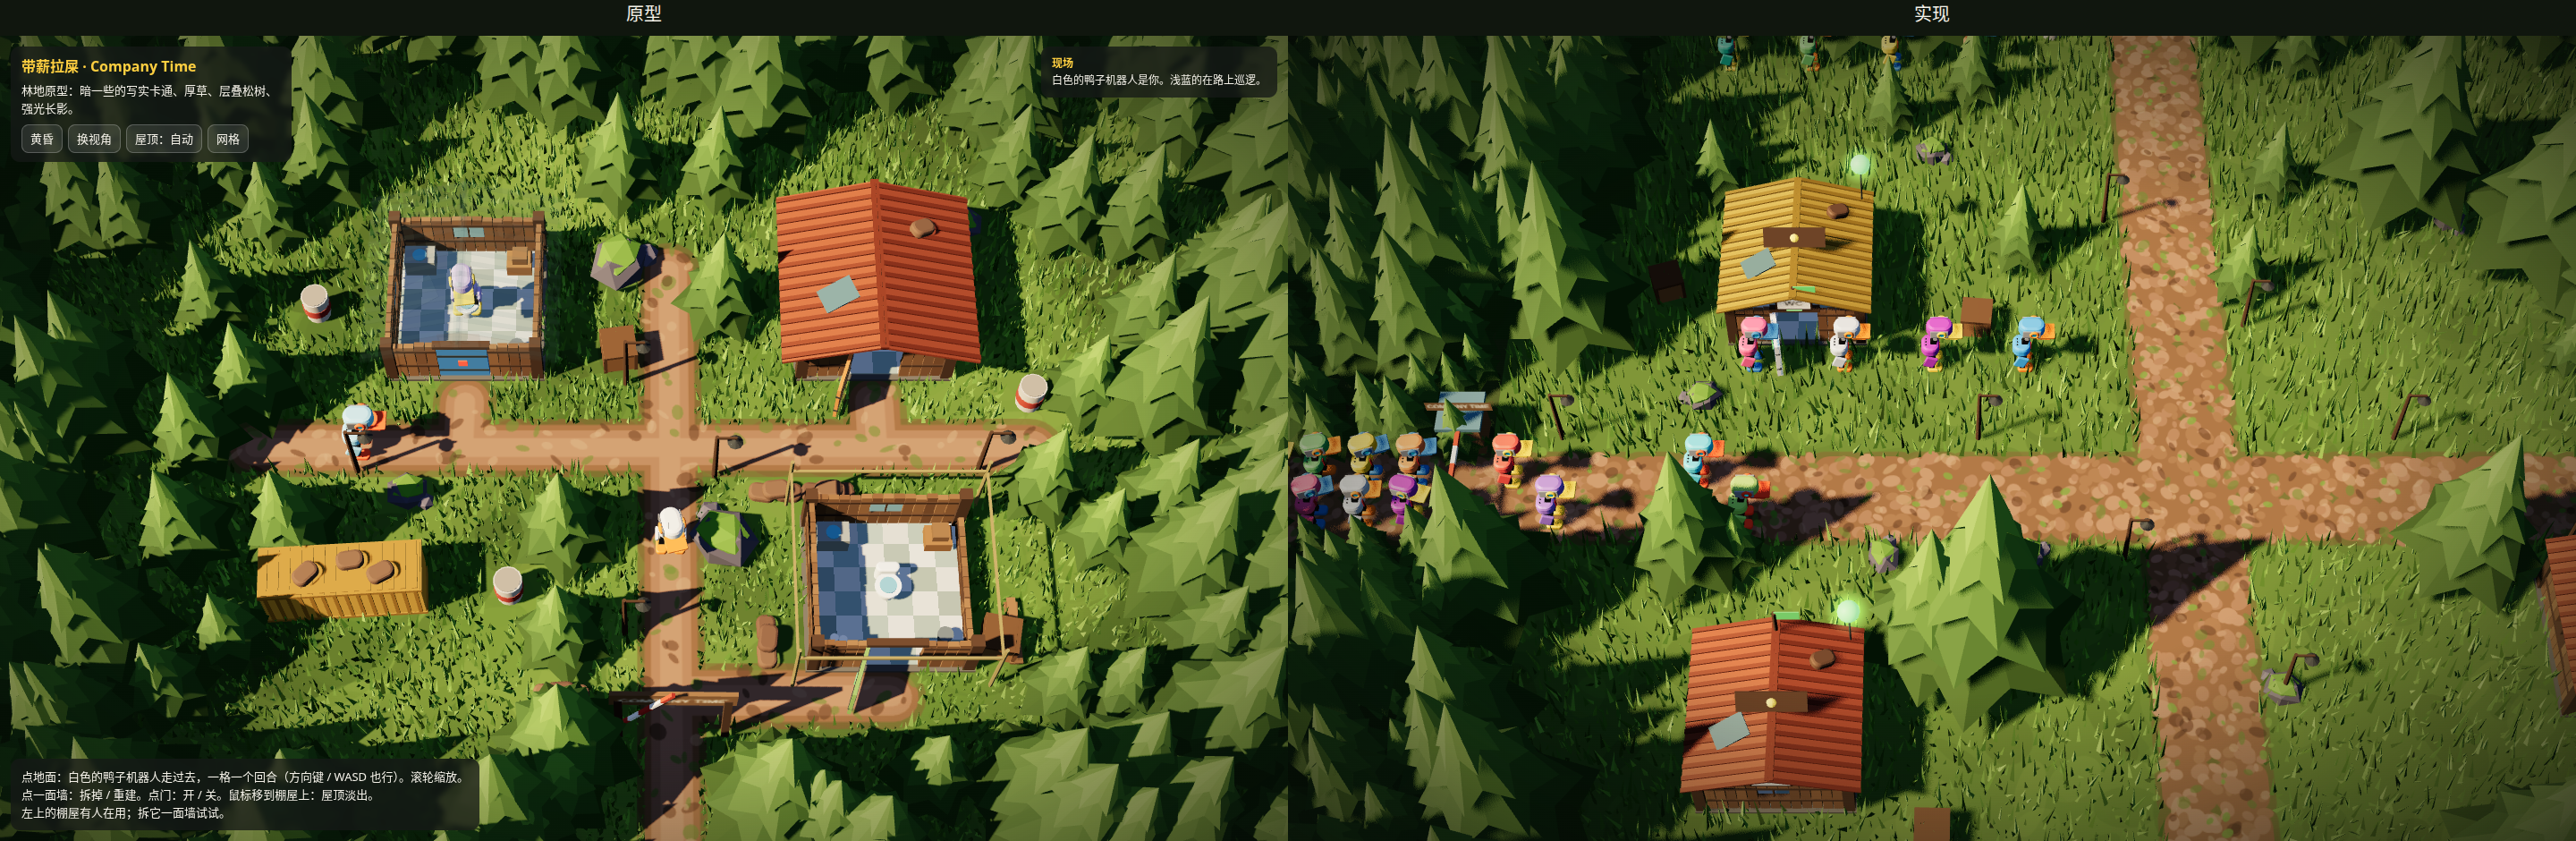 原型
实现
带薪拉屎 · Company Time
林地原型：暗一些的写实卡通、厚草、层叠松树、
强光长影。
黄昏
换视角
屋顶：自动
网格
现场
白色的鸭子机器人是你。浅蓝的在路上巡逻。
点地面：白色的鸭子机器人走过去，一格一个回合（方向键 / WASD 也行）。滚轮缩放。
点一面墙：拆掉 / 重建。点门：开 / 关。鼠标移到棚屋上：屋顶淡出。
左上的棚屋有人在用；拆它一面墙试试。